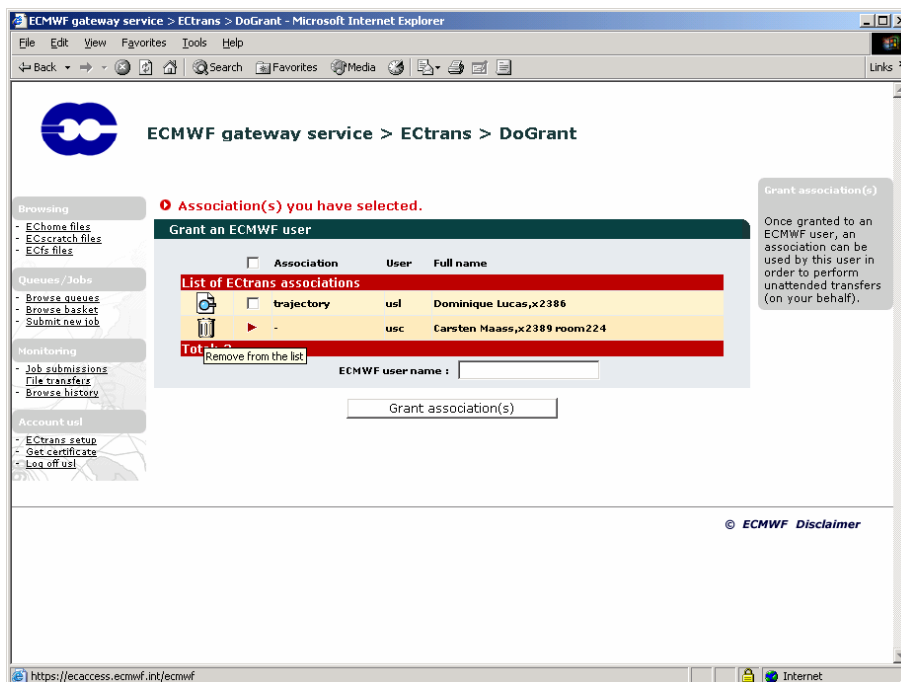 ECMWF gateway service > ECtrans > DoGrant - Microsoft Internet Explorer
File Edit View Favorites Tools Help
Back Search Favorites Media Links
ECMWF gateway service > ECtrans > DoGrant
Browsing
- EChome files
- ECscratch files
- ECfs files
Queues/Jobs
- Browse queues
- Browse basket
- Submit new job
Monitoring
- Job submissions
File transfers
- Browse history
Account usl
- ECtrans setup
- Get certificate
- Log off usl
Association(s) you have selected.
Grant an ECMWF user
Association User Full name
List of ECtrans associations
trajectory usl Dominique Lucas,x2386
- usc Carsten Maass,x2389 room224
Remove from the list
ECMWF user name :
Grant association(s)
Grant association(s)
Once granted to an
ECMWF user, an
association can be
used by this user in
order to perform
unattended transfers
(on your behalf).
© ECMWF Disclaimer
https://ecaccess.ecmwf.int/ecmwf Internet